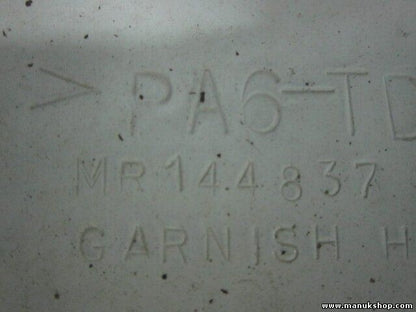 >PA6-TD
MR144837
GARNISH H
www.manukshop.com